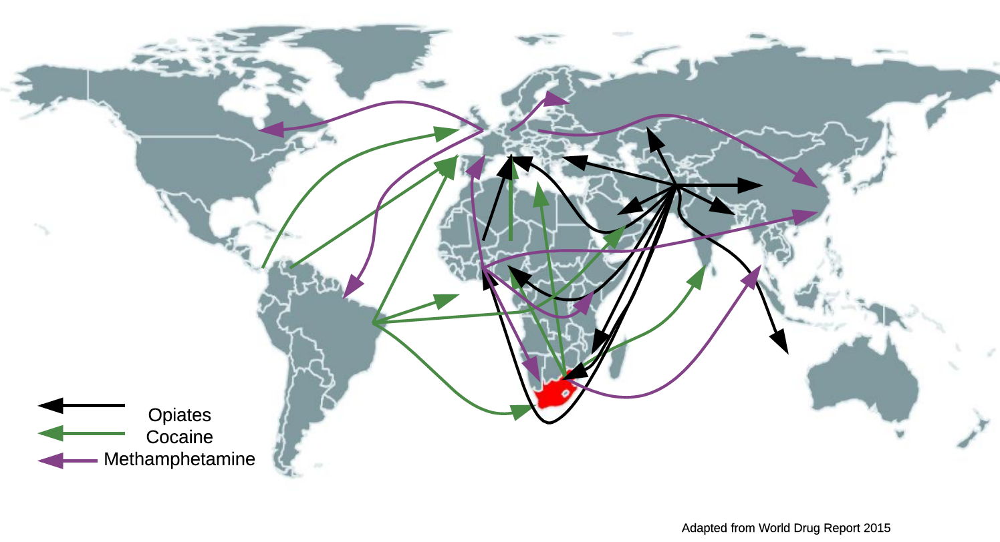 Opiates
Cocaine
Methamphetamine
Adapted from World Drug Report 2015